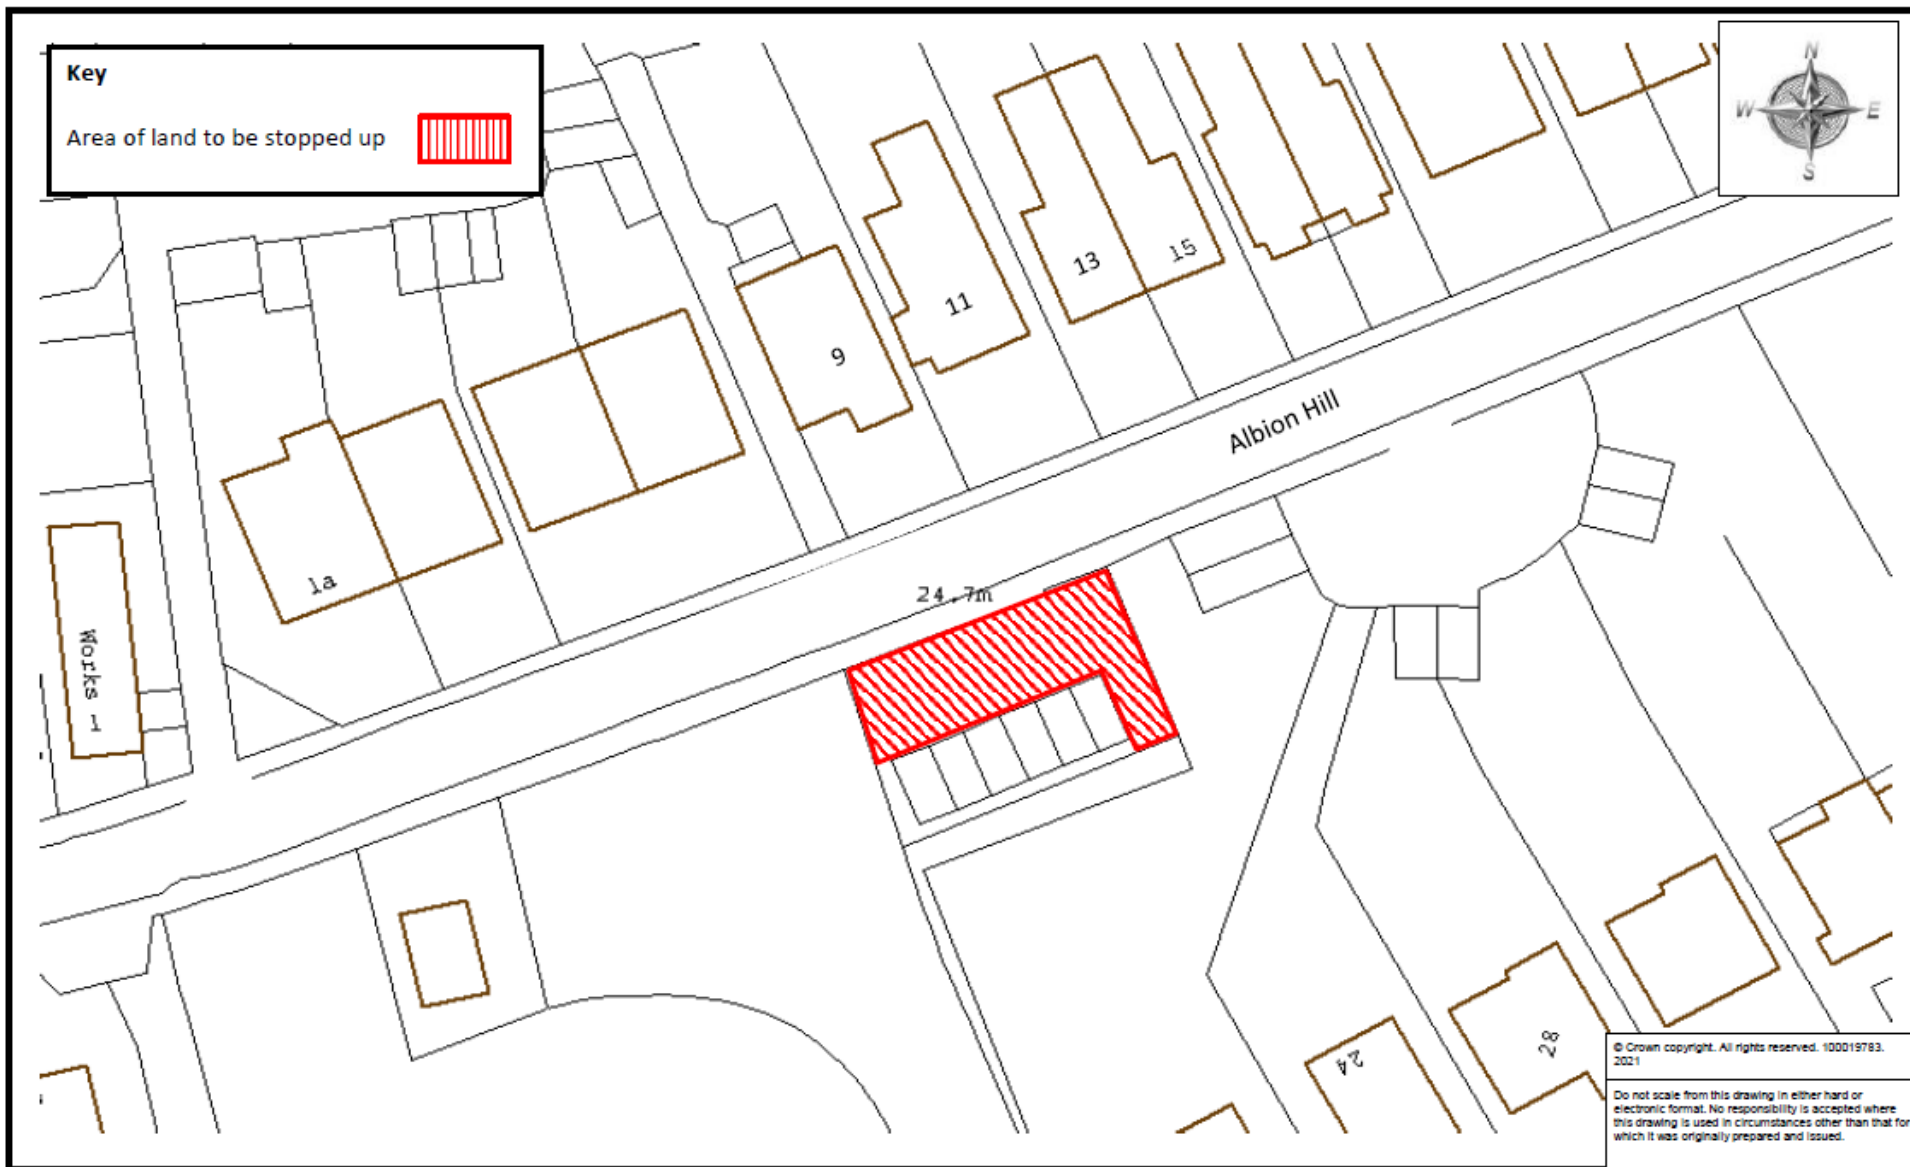 Key
Area of land to be stopped up
N
W E
S
13
15
11
9
Albion Hill
1a
24.7m
Works 1
28
24
© Crown copyright. All rights reserved. 100019783.
2021
Do not scale from this drawing in either hard or
electronic format. No responsibility is accepted where
this drawing is used in circumstances other than that for
which it was originally prepared and issued.